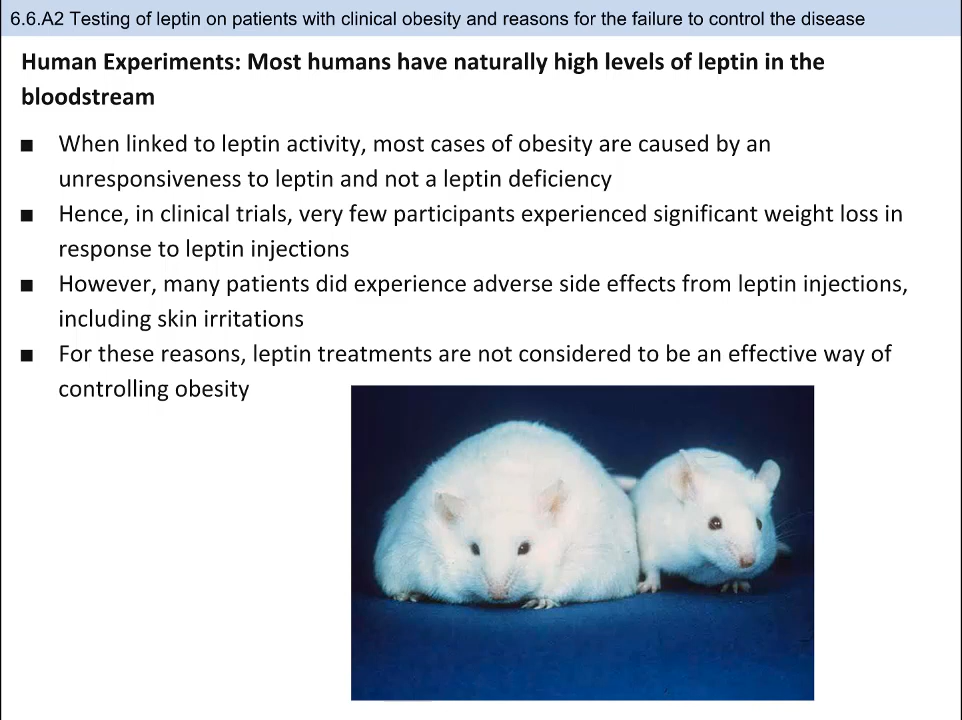 6.6.A2 Testing of leptin on patients with clinical obesity and reasons for the failure to control the disease
Human Experiments: Most humans have naturally high levels of leptin in the
bloodstream
▪ When linked to leptin activity, most cases of obesity are caused by an
unresponsiveness to leptin and not a leptin deficiency
▪ Hence, in clinical trials, very few participants experienced significant weight loss in
response to leptin injections
▪ However, many patients did experience adverse side effects from leptin injections,
including skin irritations
▪ For these reasons, leptin treatments are not considered to be an effective way of
controlling obesity